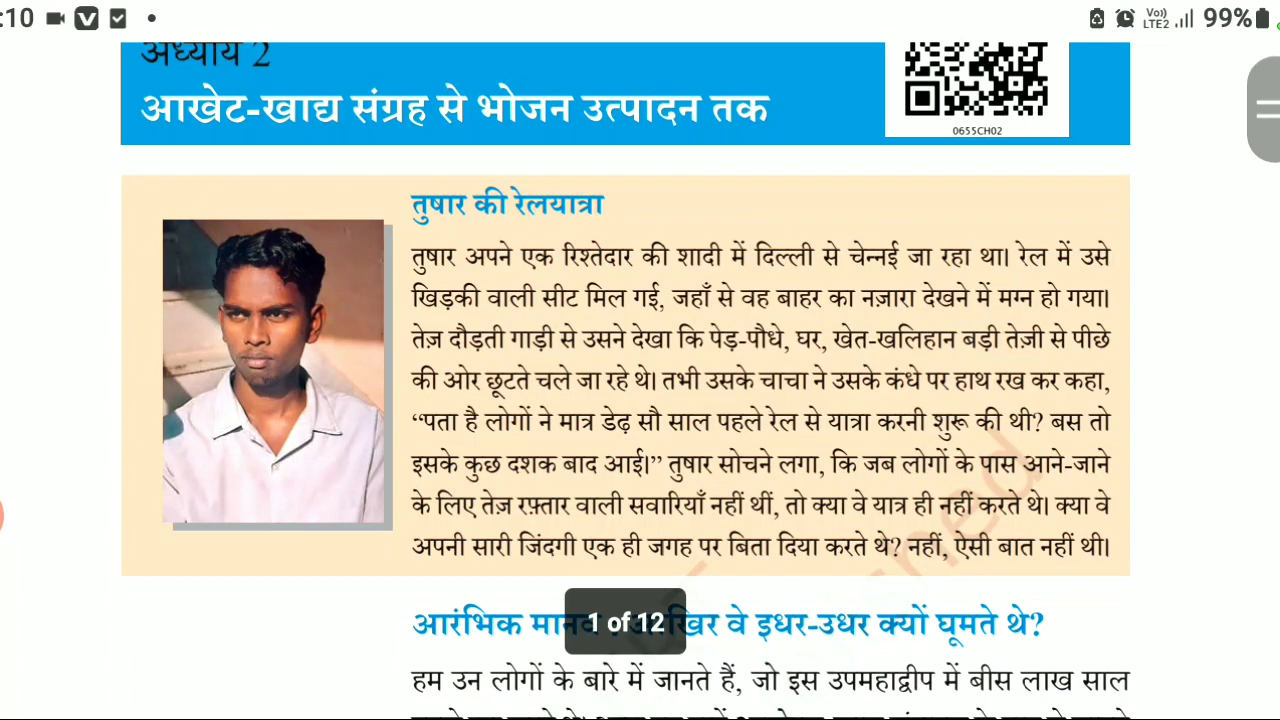 :10
Vo))
LTE2
99%
अध्याय 2
आखेट-खाद्य संग्रह से भोजन उत्पादन तक
0655CH02
तुषार की रेलयात्रा
तुषार अपने एक रिश्तेदार की शादी में दिल्ली से चेन्नई जा रहा था। रेल में उसे
खिड़की वाली सीट मिल गई, जहाँ से वह बाहर का नज़ारा देखने में मग्न हो गया।
तेज़ दौड़ती गाड़ी से उसने देखा कि पेड़-पौधे, घर, खेत-खलिहान बड़ी तेज़ी से पीछे
की ओर छूटते चले जा रहे थे। तभी उसके चाचा ने उसके कंधे पर हाथ रख कर कहा,
“पता है लोगों ने मात्र डेढ़ सौ साल पहले रेल से यात्रा करनी शुरू की थी? बस तो
इसके कुछ दशक बाद आई।” तुषार सोचने लगा, कि जब लोगों के पास आने-जाने
के लिए तेज़ रफ़्तार वाली सवारियाँ नहीं थीं, तो क्या वे यात्र ही नहीं करते थे। क्या वे
अपनी सारी जिंदगी एक ही जगह पर बिता दिया करते थे? नहीं, ऐसी बात नहीं थी।
आरंभिक वे इधर-उधर क्यों घूमते थे?
1 of 12
हम उन लोगों के बारे में जानते हैं, जो इस उपमहाद्वीप में बीस लाख साल